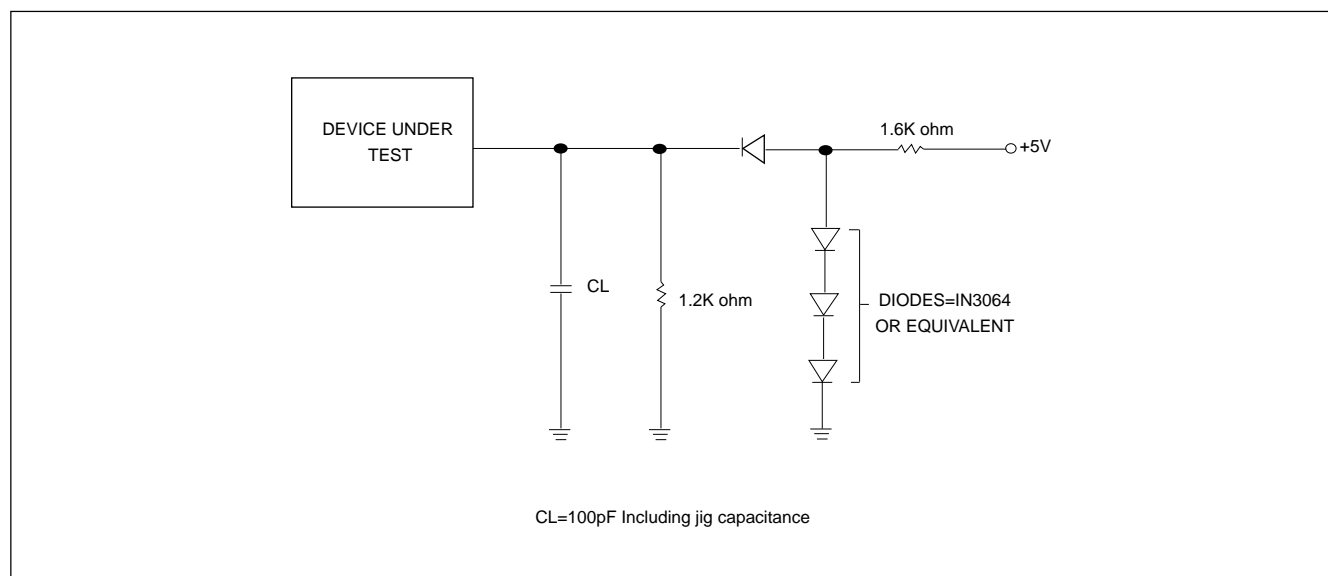 DEVICE UNDER
TEST
1.6K ohm
+5V
CL
1.2K ohm
DIODES=IN3064
OR EQUIVALENT
CL=100pF Including jig capacitance